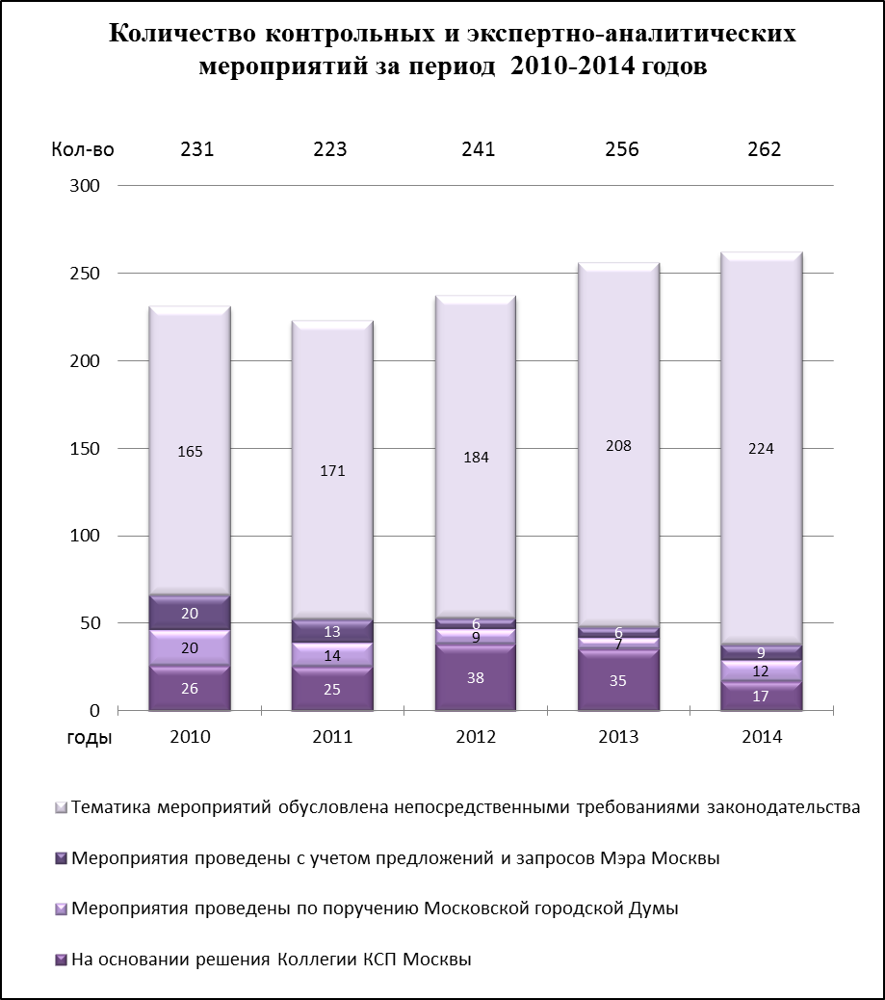 Количество контрольных и экспертно-аналитических
мероприятий за период 2010-2014 годов
Кол-во 231 223 241 256 262
300
250
200
150
100
50
0
165 171 184 208 224
20 13 6 6 9
20 14 9 7 12
26 25 38 35 17
годы 2010 2011 2012 2013 2014
Тематика мероприятий обусловлена непосредственными требованиями законодательства
Мероприятия проведены с учетом предложений и запросов Мэра Москвы
Мероприятия проведены по поручению Московской городской Думы
На основании решения Коллегии КСП Москвы